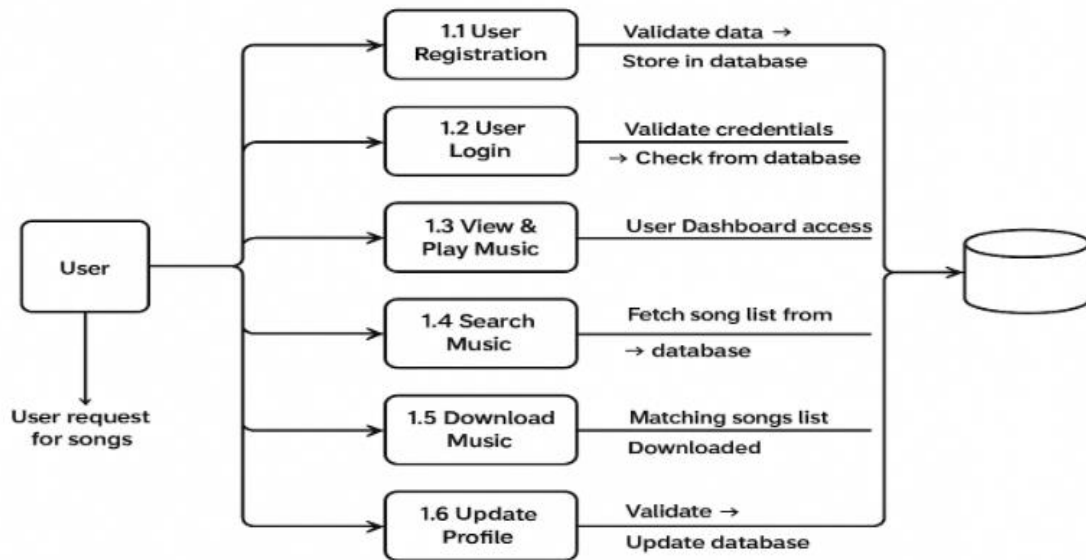 1.1 User
Registration
Validate data →
Store in database
1.2 User
Login
Validate credentials
→ Check from database
1.3 View &
Play Music
User Dashboard access
User
1.4 Search
Music
Fetch song list from
→ database
User request
for songs
1.5 Download
Music
Matching songs list
Downloaded
1.6 Update
Profile
Validate →
Update database